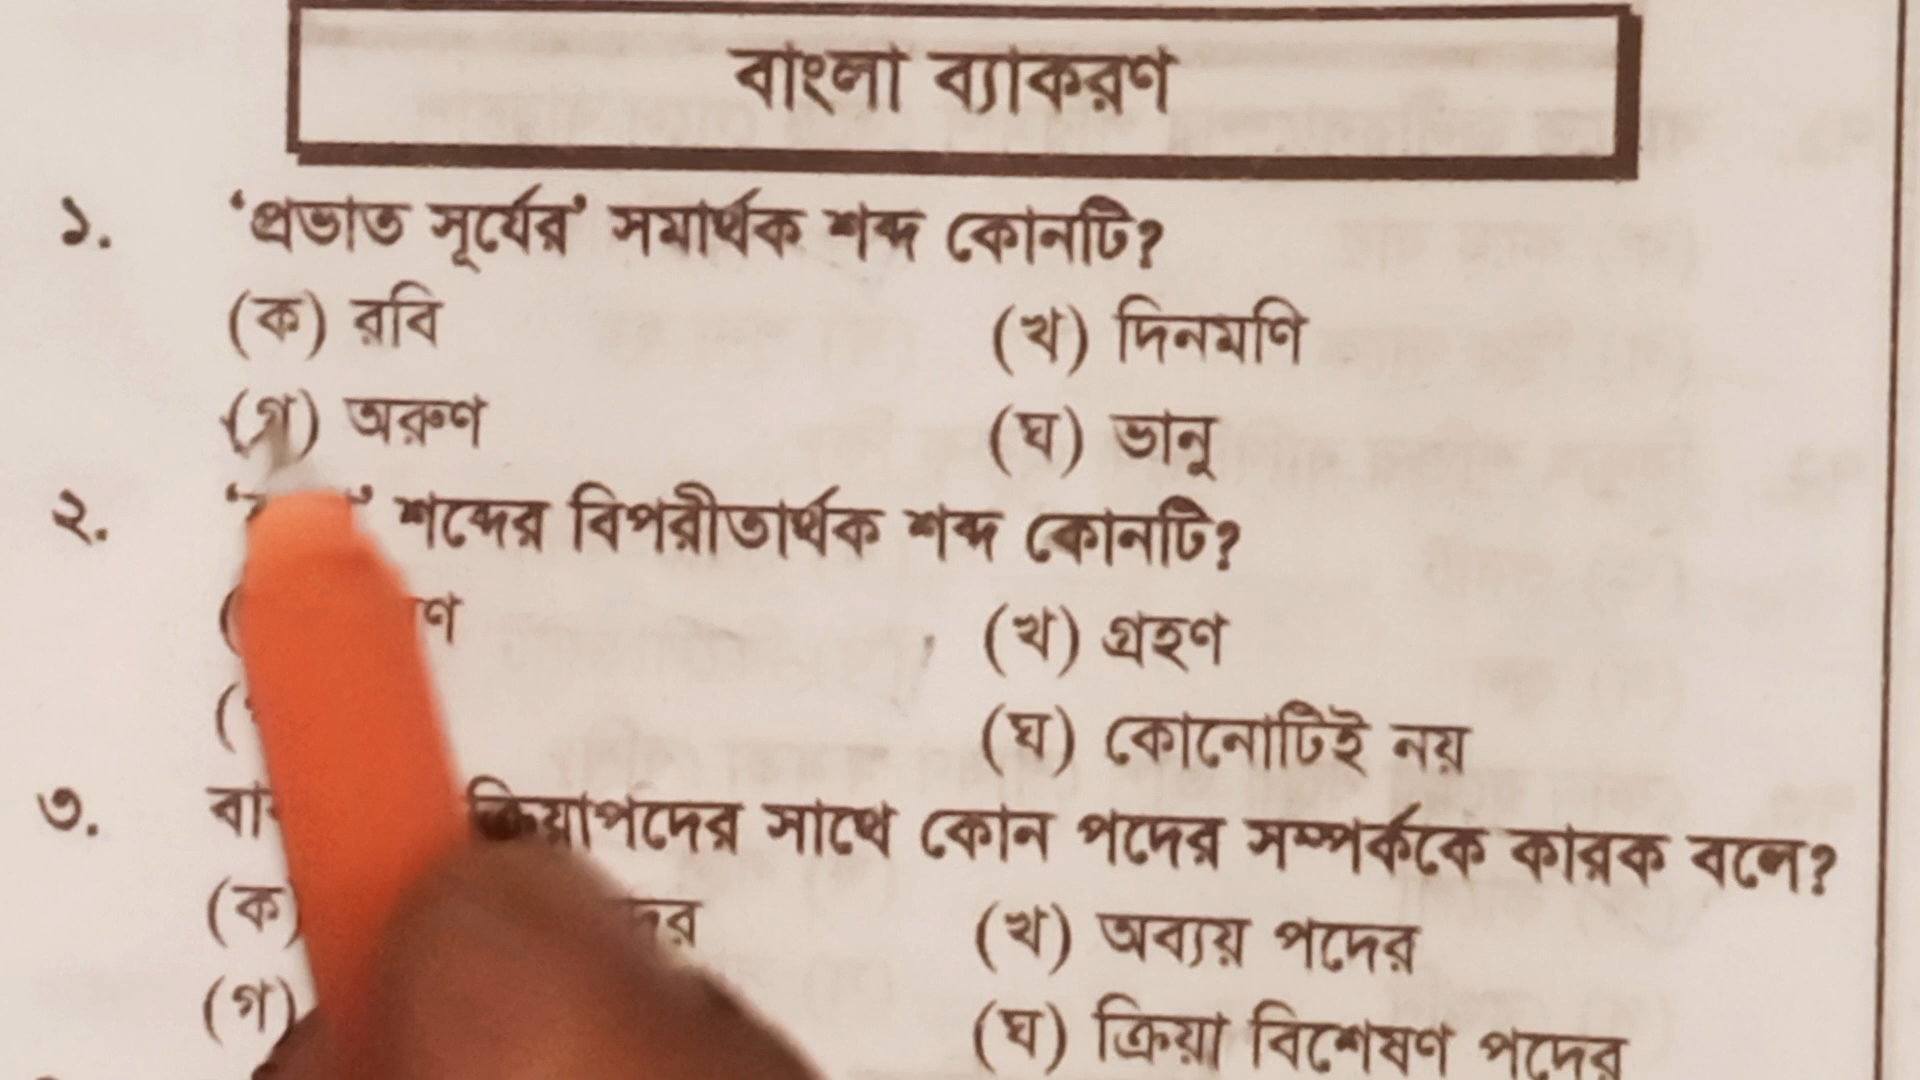 বাংলা ব্যাকরণ
১. ‘প্রভাত সূর্যের’ সমার্থক শব্দ কোনটি?
(ক) রবি (খ) দিনমণি
(গ) অরুণ (ঘ) ভানু
২. শব্দের বিপরীতার্থক শব্দ কোনটি?
(খ) গ্রহণ
(ঘ) কোনোটিই নয়
৩. ক্রিয়াপদের সাথে কোন পদের সম্পর্ককে কারক বলে?
(ক) (খ) অব্যয় পদের
(গ) (ঘ) ক্রিয়া বিশেষণ পদের